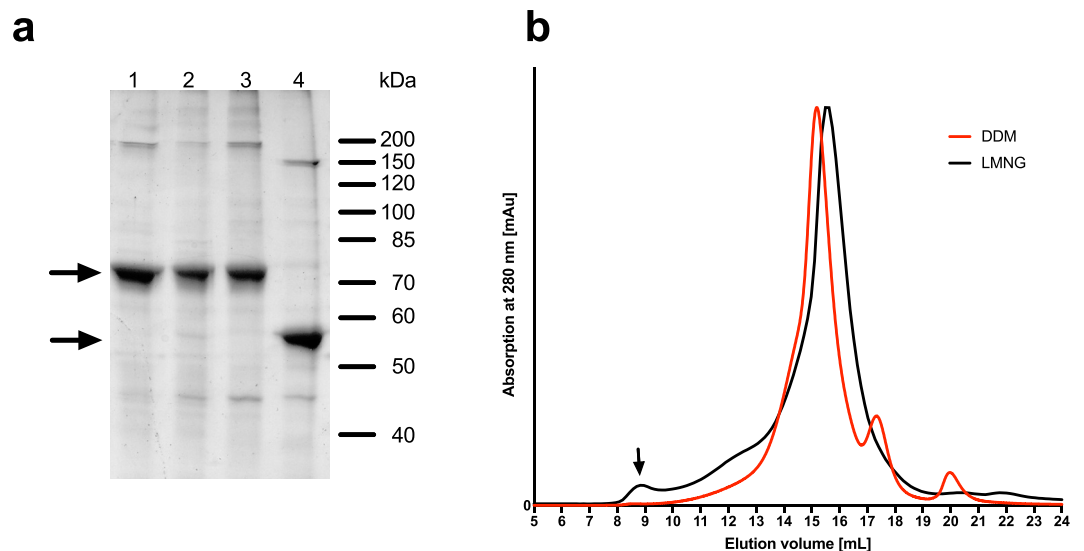 a
b
1 2 3 4 kDa
200
150
120
100
85
70
60
50
40
Absorption at 280 nm [mAu]
DDM
LMNG
0
5 6 7 8 9 10 11 12 13 14 15 16 17 18 19 20 21 22 23 24
Elution volume [mL]